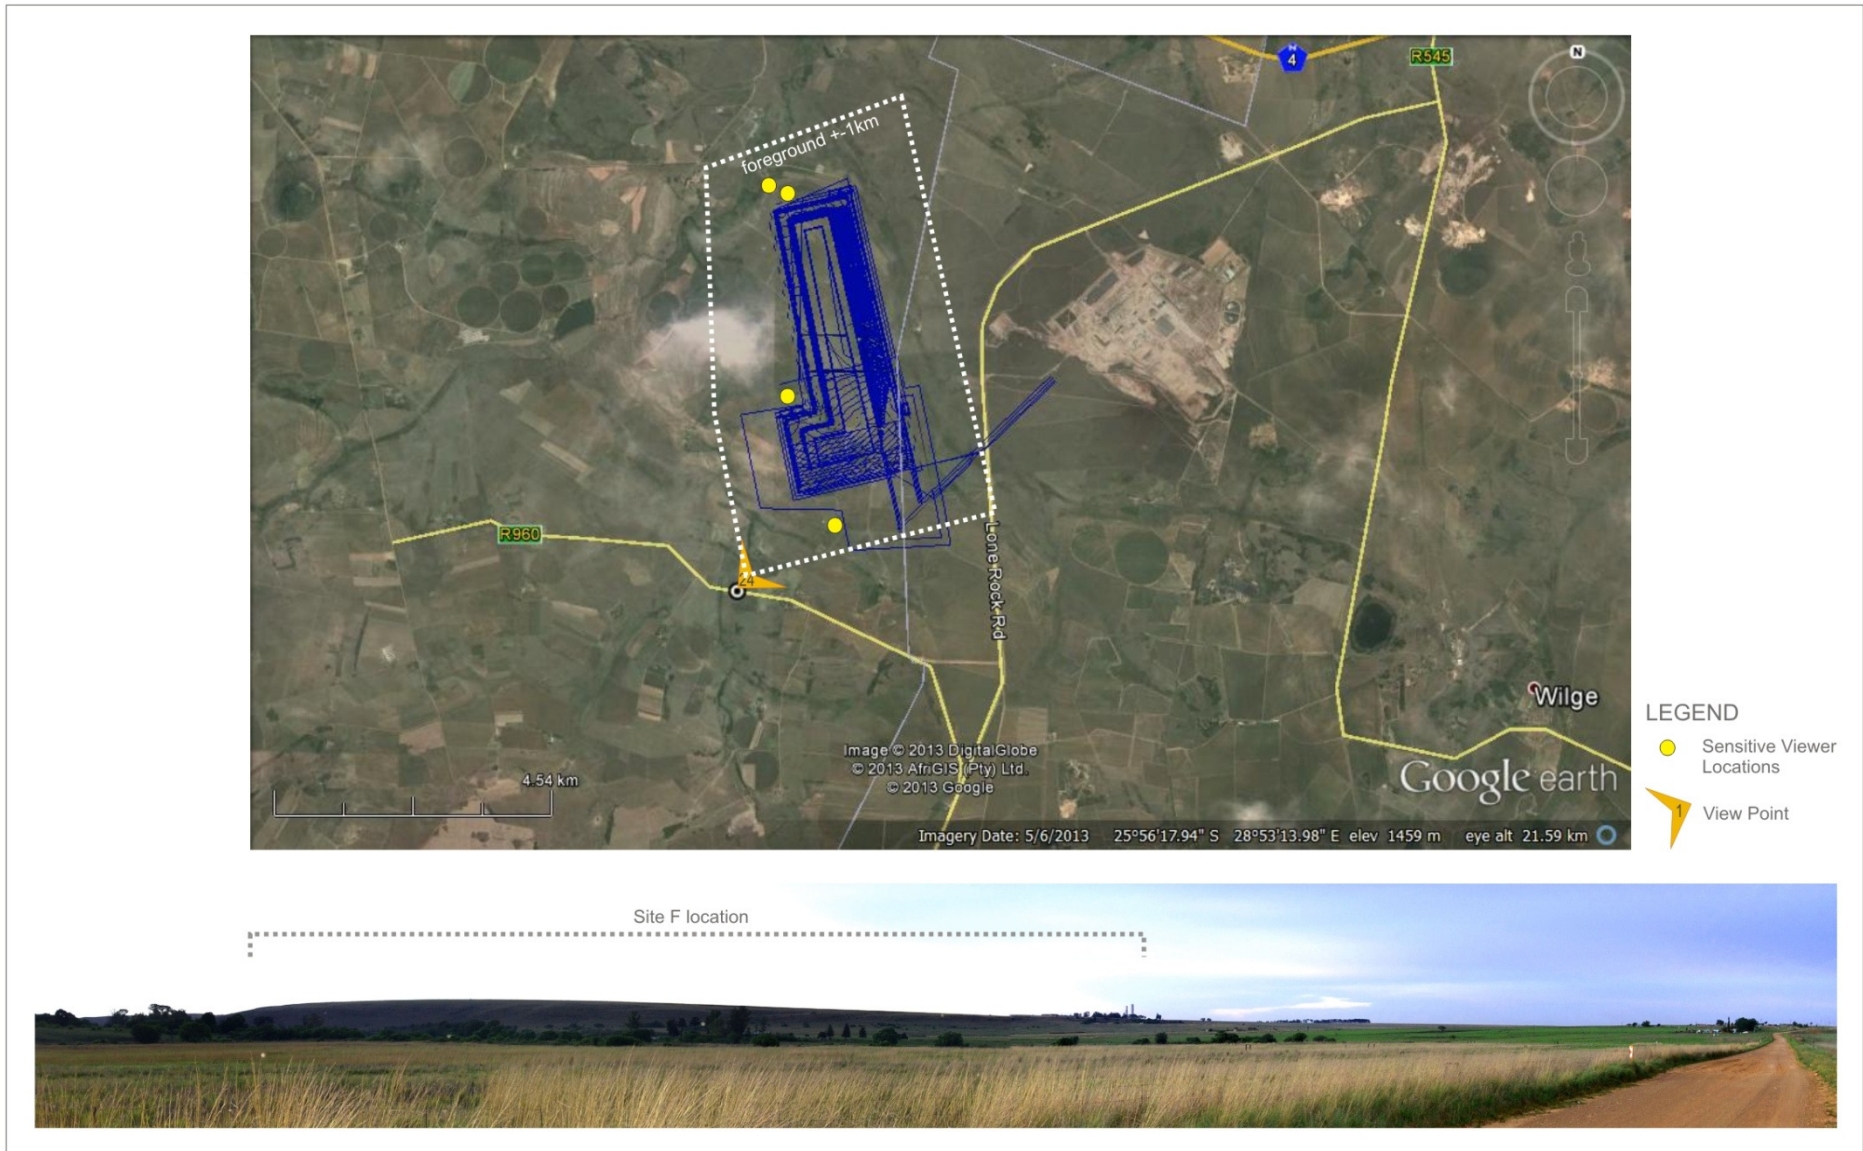 N
4
R545
N
foreground +-1km
R960
24
Lone Rock Rd
Wilge
Image © 2013 DigitalGlobe
© 2013 AfriGIS (Pty) Ltd.
© 2013 Google
4.54 km
Google earth
Imagery Date: 5/6/2013 25°56'17.94" S 28°53'13.98" E elev 1459 m eye alt 21.59 km
LEGEND
Sensitive Viewer
Locations
1 View Point
Site F location